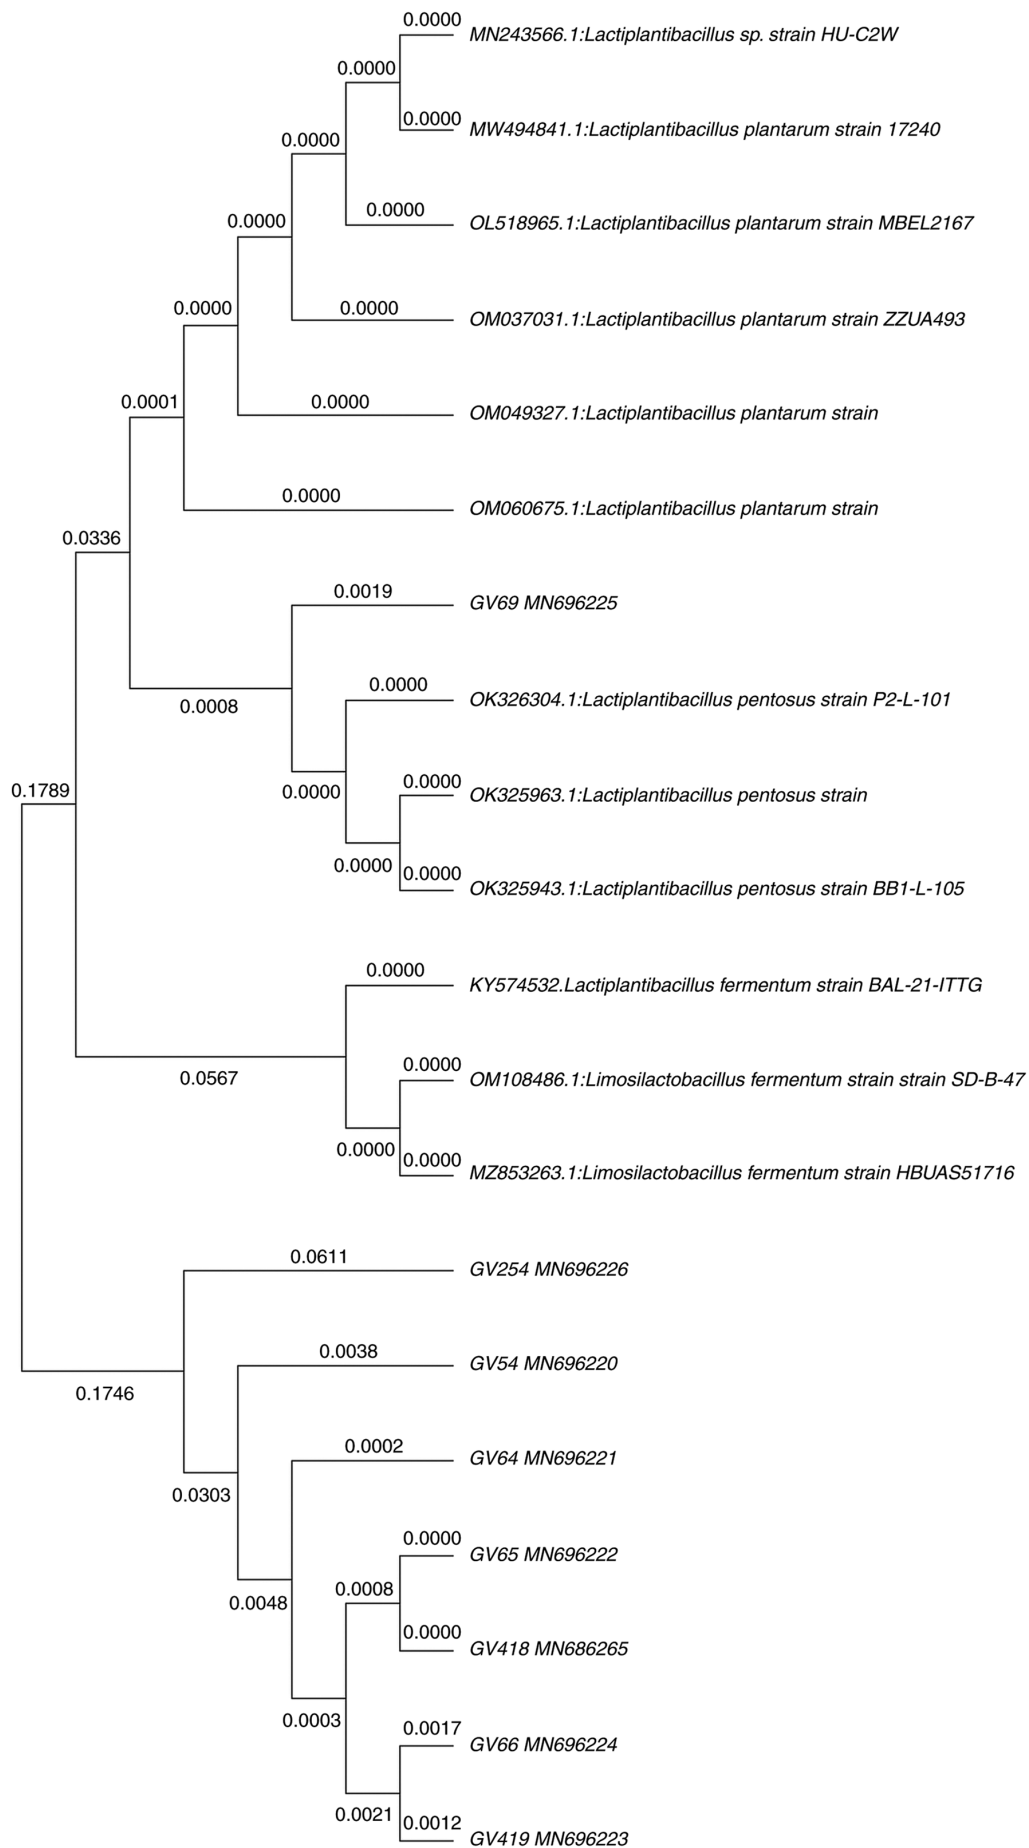 0.0000
MN243566.1:Lactiplantibacillus sp. strain HU-C2W
0.0000
0.0000
MW494841.1:Lactiplantibacillus plantarum strain 17240
0.0000
0.0000
OL518965.1:Lactiplantibacillus plantarum strain MBEL2167
0.0000
0.0000
OM037031.1:Lactiplantibacillus plantarum strain ZZUA493
0.0000
0.0000
OM049327.1:Lactiplantibacillus plantarum strain
0.0001
0.0000
OM060675.1:Lactiplantibacillus plantarum strain
0.0336
0.0019
GV69 MN696225
0.0000
OK326304.1:Lactiplantibacillus pentosus strain P2-L-101
0.0008
0.0000
OK325963.1:Lactiplantibacillus pentosus strain
0.1789
0.0000
0.0000
0.0000
OK325943.1:Lactiplantibacillus pentosus strain BB1-L-105
0.0000
KY574532.Lactiplantibacillus fermentum strain BAL-21-ITTG
0.0000
OM108486.1:Limosilactobacillus fermentum strain strain SD-B-47
0.0567
0.0000
0.0000
MZ853263.1:Limosilactobacillus fermentum strain HBUAS51716
0.0611
GV254 MN696226
0.0038
GV54 MN696220
0.1746
0.0002
GV64 MN696221
0.0303
0.0000
GV65 MN696222
0.0008
0.0048
0.0000
GV418 MN686265
0.0003
0.0017
GV66 MN696224
0.0021
0.0012
GV419 MN696223